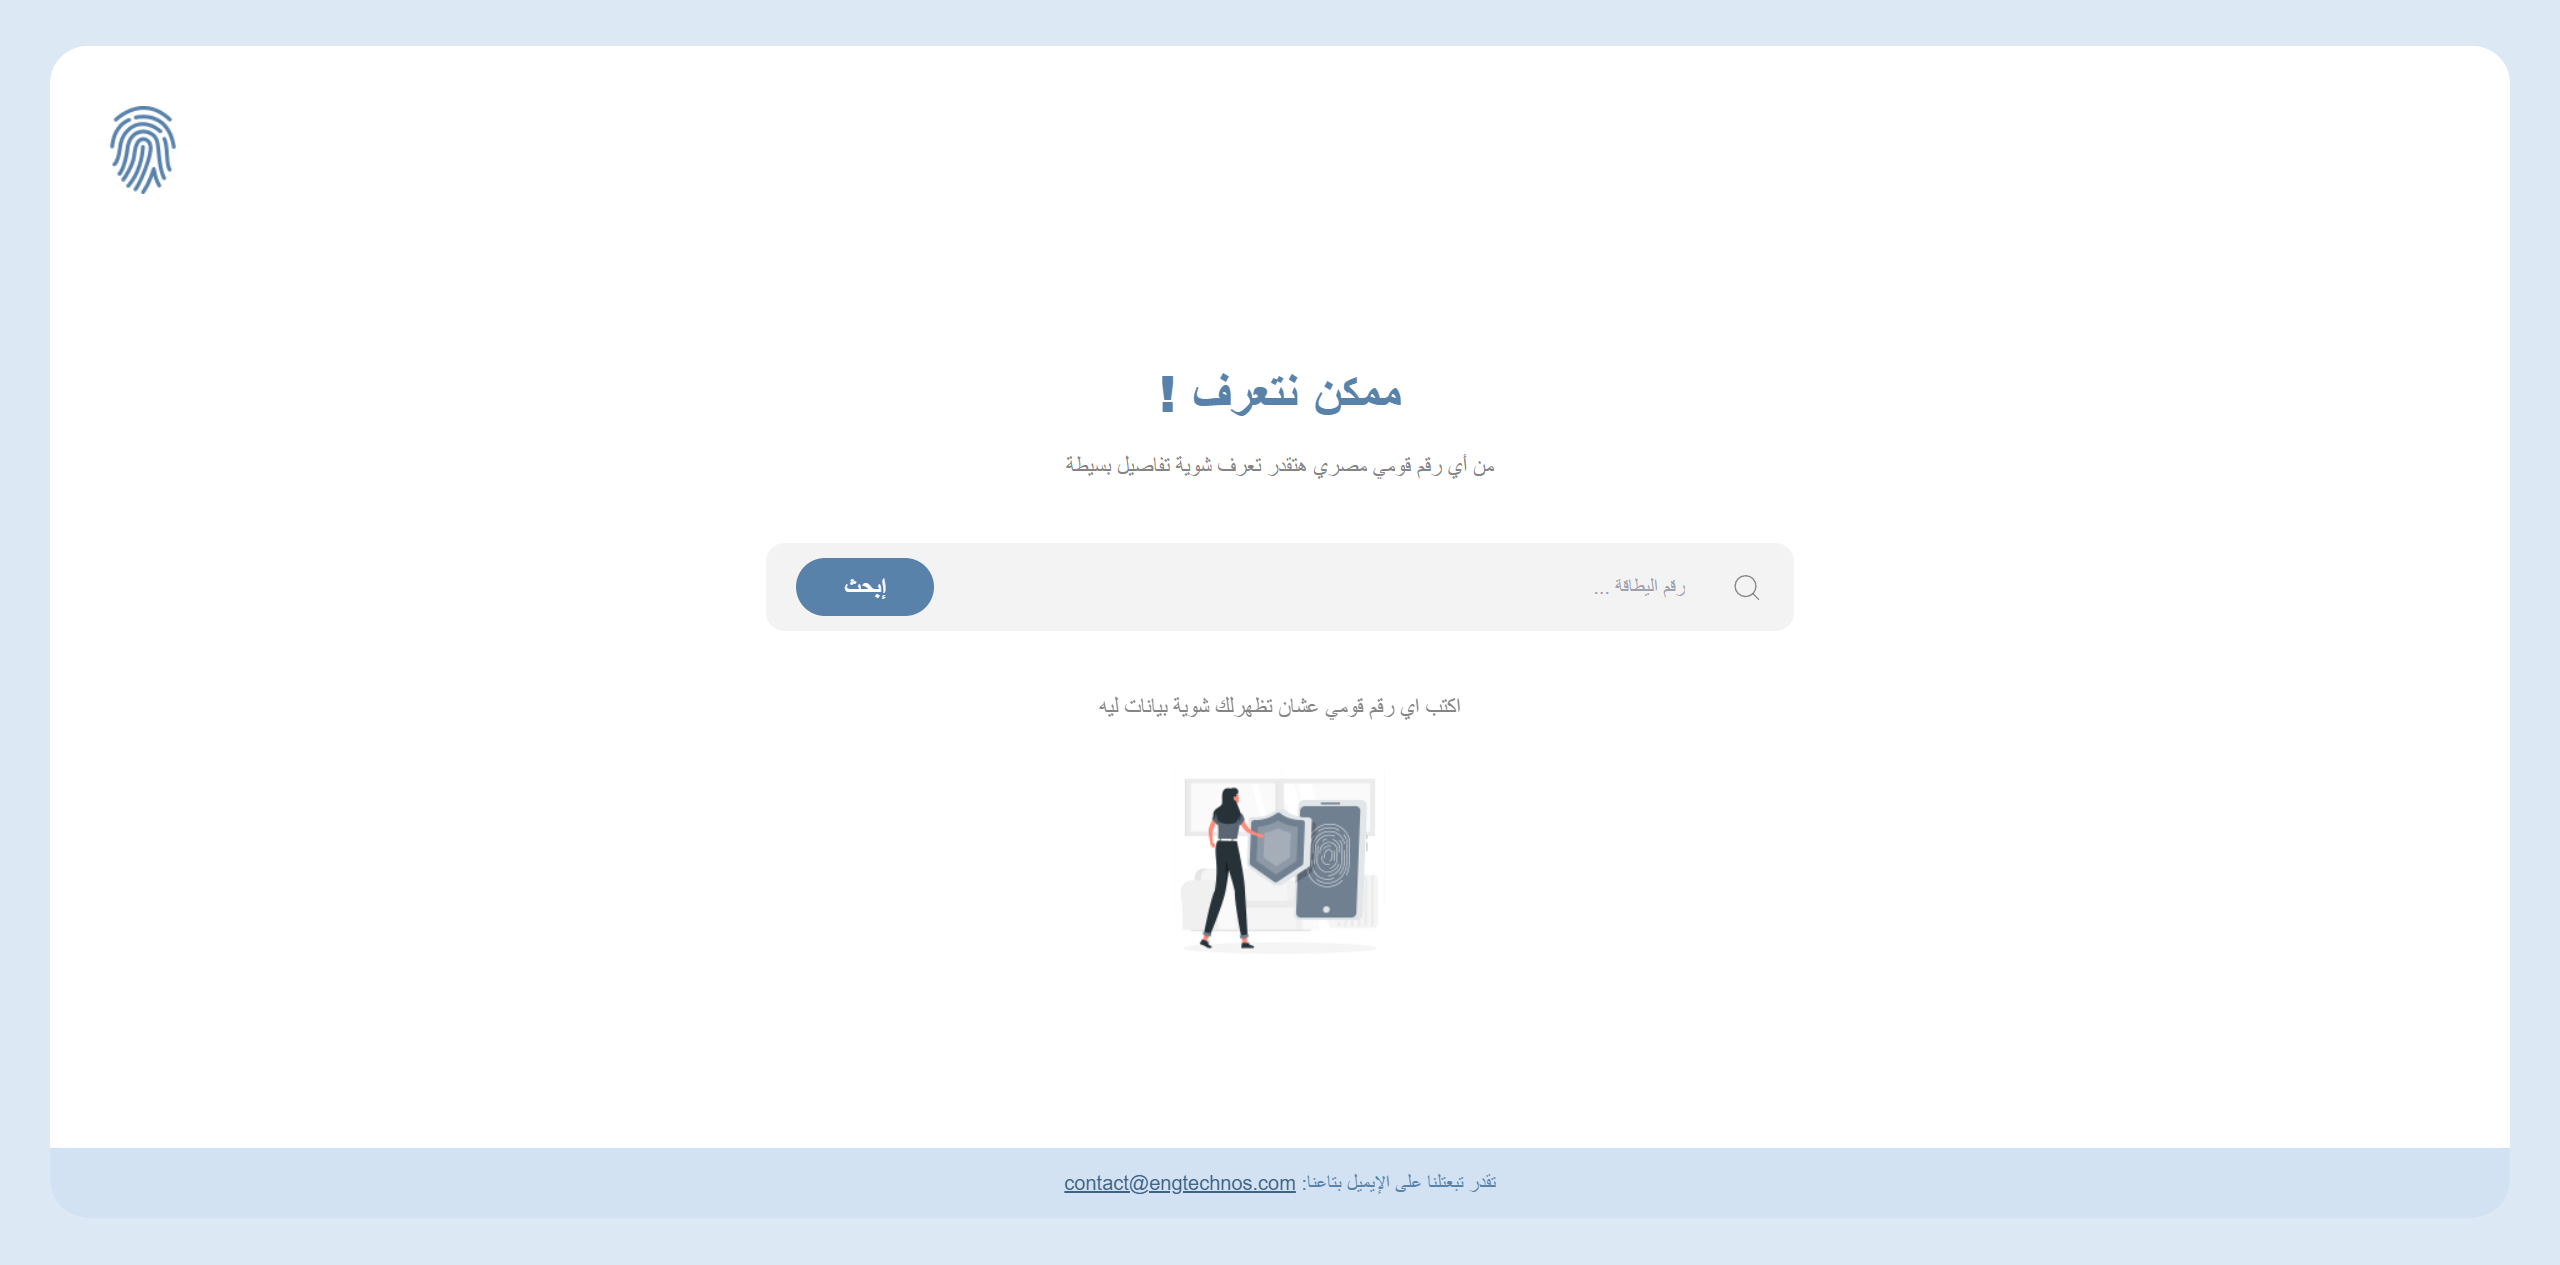 ممكن نتعرف !
من أي رقم قومي مصري هتقدر تعرف شوية تفاصيل بسيطة
رقم اليطاقة ...
إبحث
اكتب اي رقم قومي عشان تظهرلك شوية بيانات ليه
تقدر تبعتلنا على الإيميل بتاعنا: contact@engtechnos.com